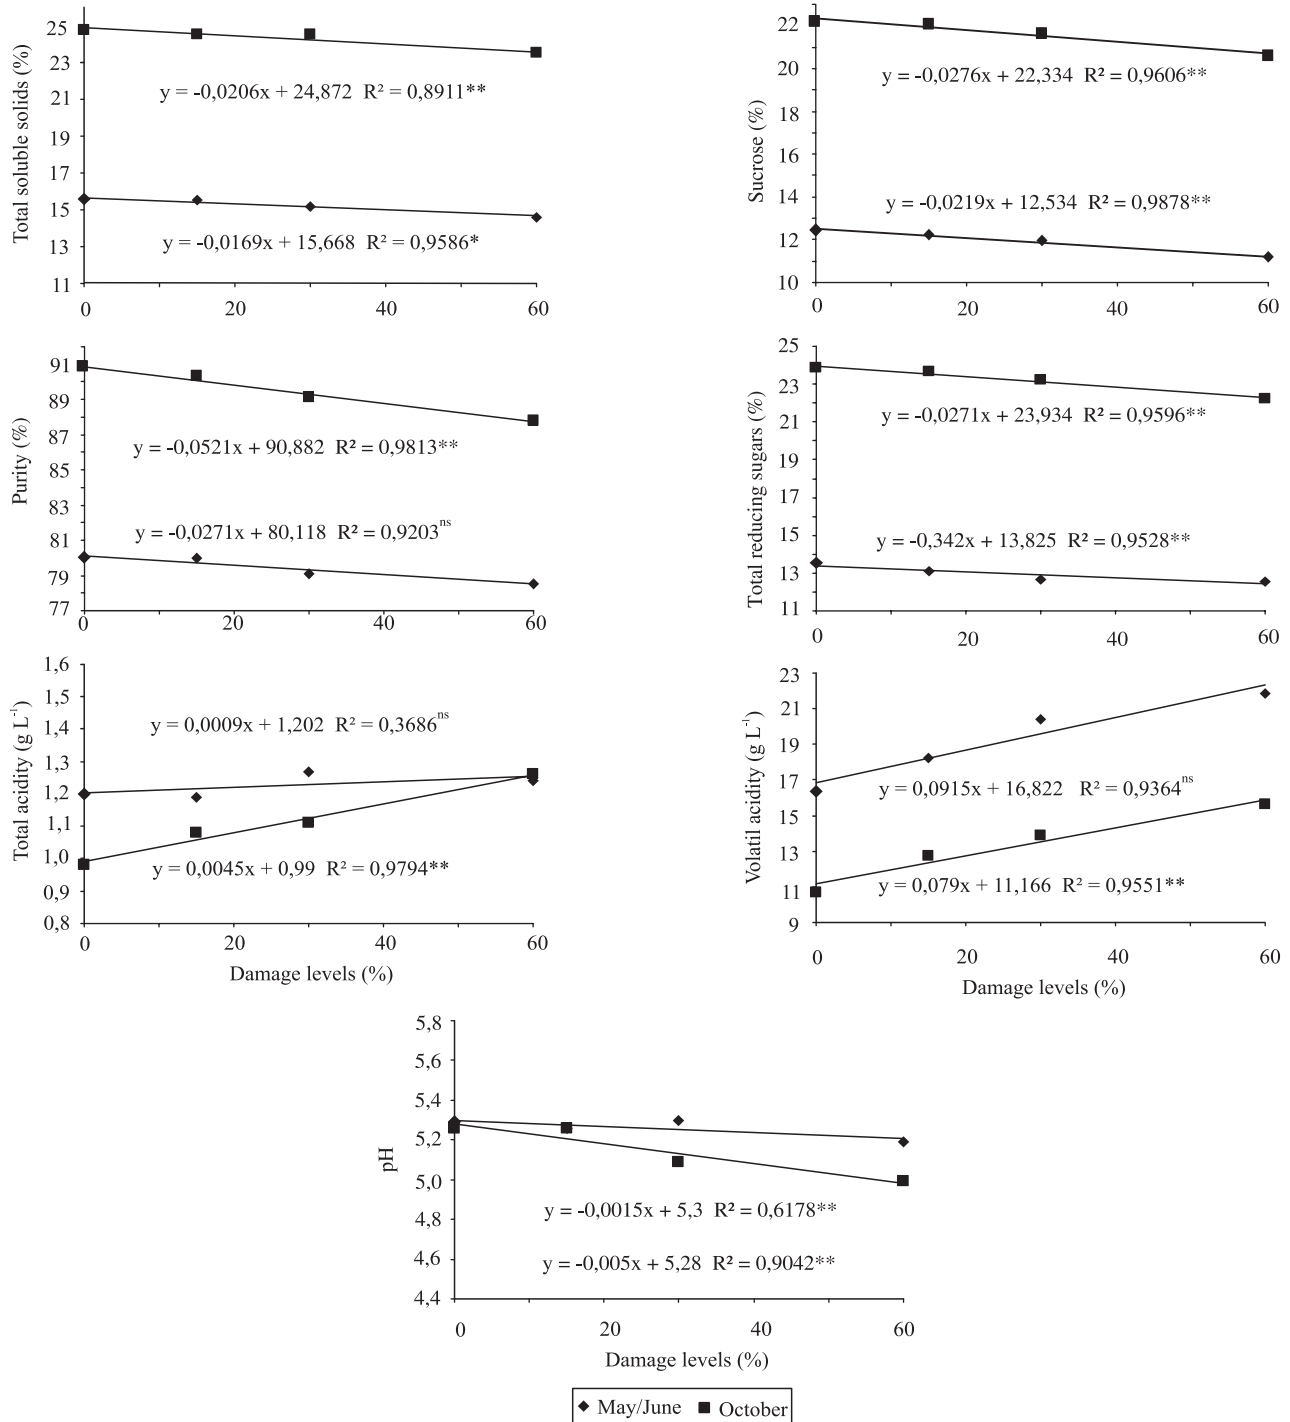 Total soluble solids (%)
25
23
21
19
17
15
13
11
y = -0,0206x + 24,872 R² = 0,8911**
y = -0,0169x + 15,668 R² = 0,9586*
0 20 40 60
Sucrose (%)
22
20
18
16
14
12
10
y = -0,0276x + 22,334 R² = 0,9606**
y = -0,0219x + 12,534 R² = 0,9878**
0 20 40 60
Purity (%)
91
89
87
85
83
81
79
77
y = -0,0521x + 90,882 R² = 0,9813**
y = -0,0271x + 80,118 R² = 0,9203ns
0 20 40 60
Total reducing sugars (%)
25
23
21
19
17
15
13
11
y = -0,0271x + 23,934 R² = 0,9596**
y = -0,342x + 13,825 R² = 0,9528**
0 20 40 60
Total acidity (g L-1)
1,6
1,5
1,4
1,3
1,2
1,1
1,0
0,9
0,8
y = 0,0009x + 1,202 R² = 0,3686ns
y = 0,0045x + 0,99 R² = 0,9794**
0 20 40 60
Damage levels (%)
Volatil acidity (g L-1)
23
21
19
17
15
13
11
9
y = 0,0915x + 16,822 R² = 0,9364ns
y = 0,079x + 11,166 R² = 0,9551**
0 20 40 60
Damage levels (%)
pH
5,8
5,6
5,4
5,2
5,0
4,8
4,6
4,4
y = -0,0015x + 5,3 R² = 0,6178**
y = -0,005x + 5,28 R² = 0,9042**
0 20 40 60
Damage levels (%)
May/June October